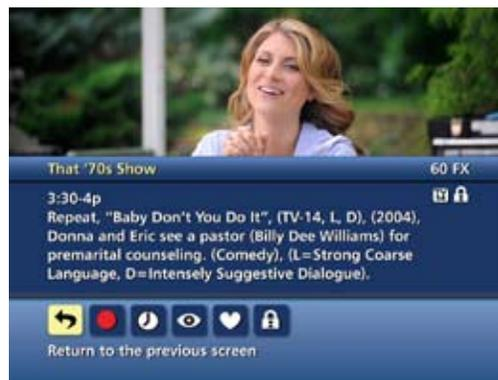 That '70s Show 60 FX
3:30-4p
Repeat, "Baby Don't You Do It", (TV-14, L, D), (2004),
Donna and Eric see a pastor (Billy Dee Williams) for
premarital counseling. (Comedy), (L=Strong Coarse
Language, D=Intensely Suggestive Dialogue).
Return to the previous screen